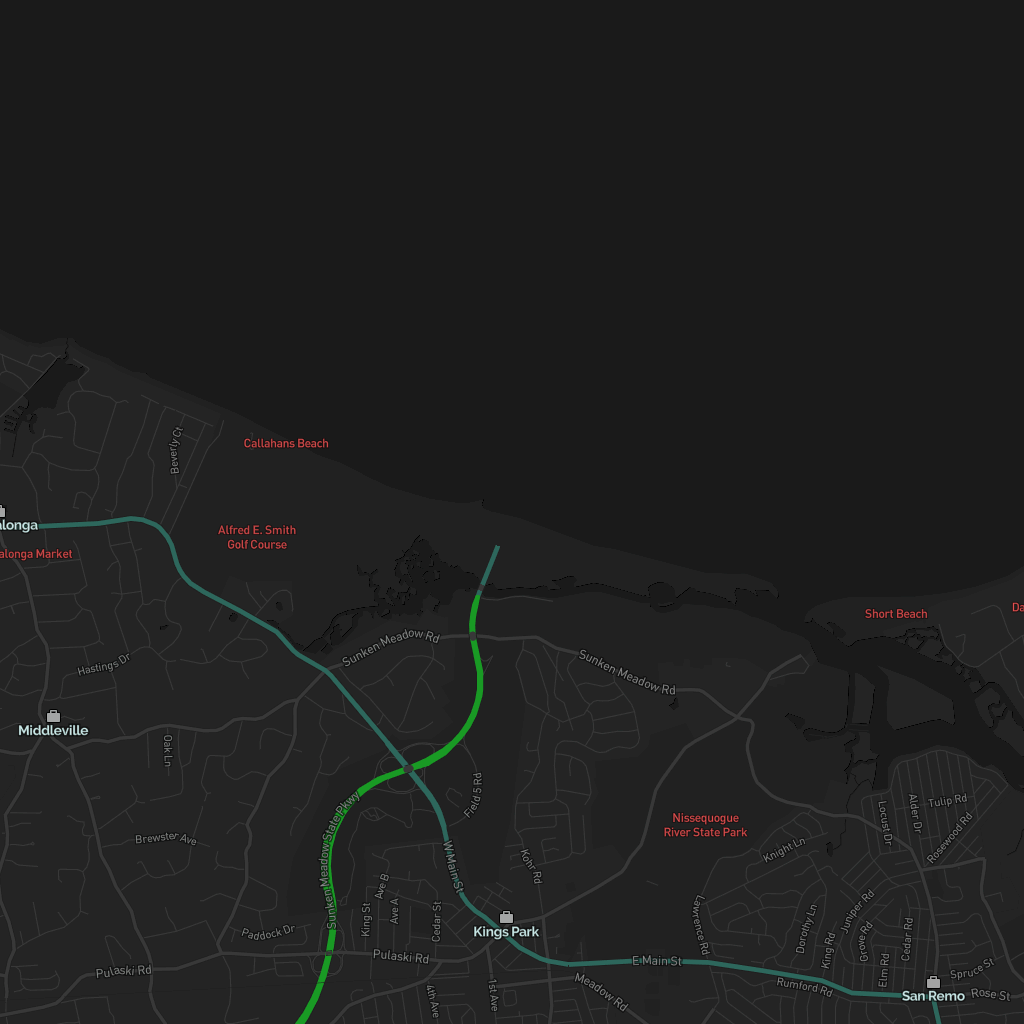 Beverly Ct
Callahans Beach
alonga
Alfred E. Smith
Golf Course
alonga Market
Short Beach
Da
Sunken Meadow Rd
Sunken Meadow Rd
Hastings Dr
Middleville
Oak Ln
Field 5 Rd
Sunken Meadow State Pkwy
Nissequogue
River State Park
Tulip Rd
Alder Dr
Locust Dr
Rosewood Rd
Brewster Ave
Knight Ln
W Main St
Kohr Rd
Ave B
Ave A
King St
Cedar St
Kings Park
Lawrence Rd
Dorothy Ln
Juniper Rd
King Rd
Grove Rd
Cedar Rd
Elm Rd
Paddock Dr
Pulaski Rd
Pulaski Rd
E Main St
Spruce St
San Remo
Rose St
Rumford Rd
Meadow Rd
4th Ave
1st Ave